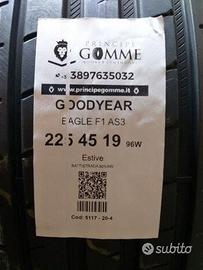 PRINCIPE
GOMME
3897635032
www.principegomme.it
GOODYEAR
EAGLE F1 AS3
225 45 19 96W
Estive
Cod: 5117 - 20-4
subito